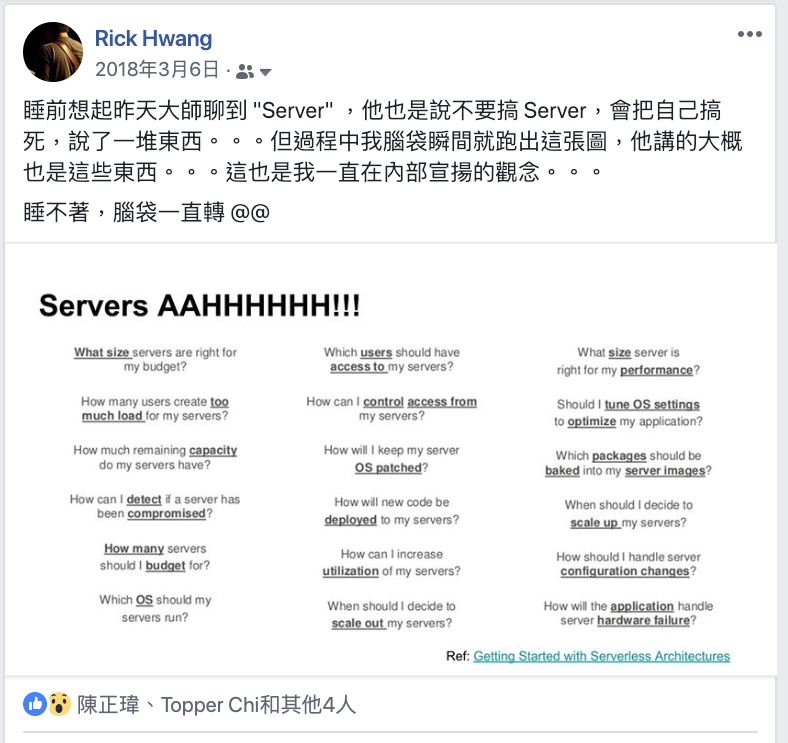 Rick Hwang
2018年3月6日 ·
睡前想起昨天大師聊到 "Server" ，他也是說不要搞 Server，會把自己搞
死，說了一堆東西。。。但過程中我腦袋瞬間就跑出這張圖，他講的大概
也是這些東西。。。這也是我一直在內部宣揚的觀念。。。
睡不著，腦袋一直轉 @@
Servers AAHHHHHH!!!
What size servers are right for
my budget?
How many users create too
much load for my servers?
How much remaining capacity
do my servers have?
How can I detect if a server has
been compromised?
How many servers
should I budget for?
Which OS should my
servers run?
Which users should have
access to my servers?
How can I control access from
my servers?
How will I keep my server
OS patched?
How will new code be
deployed to my servers?
How can I increase
utilization of my servers?
When should I decide to
scale out my servers?
What size server is
right for my performance?
Should I tune OS settings
to optimize my application?
Which packages should be
baked into my server images?
When should I decide to
scale up my servers?
How should I handle server
configuration changes?
How will the application handle
server hardware failure?
Ref: Getting Started with Serverless Architectures
陳正瑋、Topper Chi和其他4人